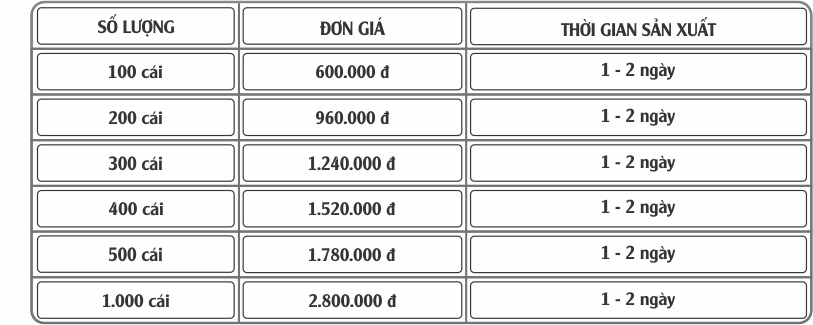 SỐ LƯỢNG ĐƠN GIÁ THỜI GIAN SẢN XUẤT
100 cái 600.000 đ 1 - 2 ngày
200 cái 960.000 đ 1 - 2 ngày
300 cái 1.240.000 đ 1 - 2 ngày
400 cái 1.520.000 đ 1 - 2 ngày
500 cái 1.780.000 đ 1 - 2 ngày
1.000 cái 2.800.000 đ 1 - 2 ngày